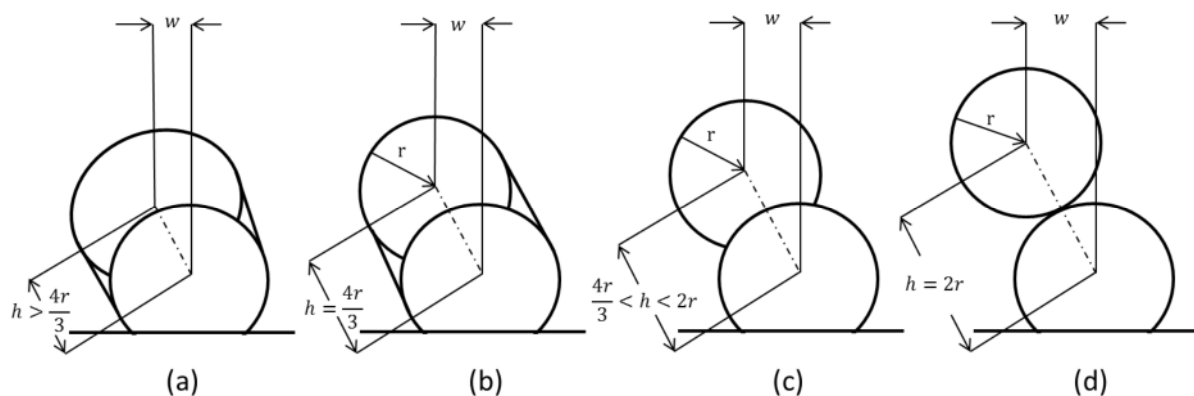 w
w
w
w
r
r
r
h > 4r/3
h = 4r/3
4r/3 < h < 2r
h = 2r
(a)
(b)
(c)
(d)